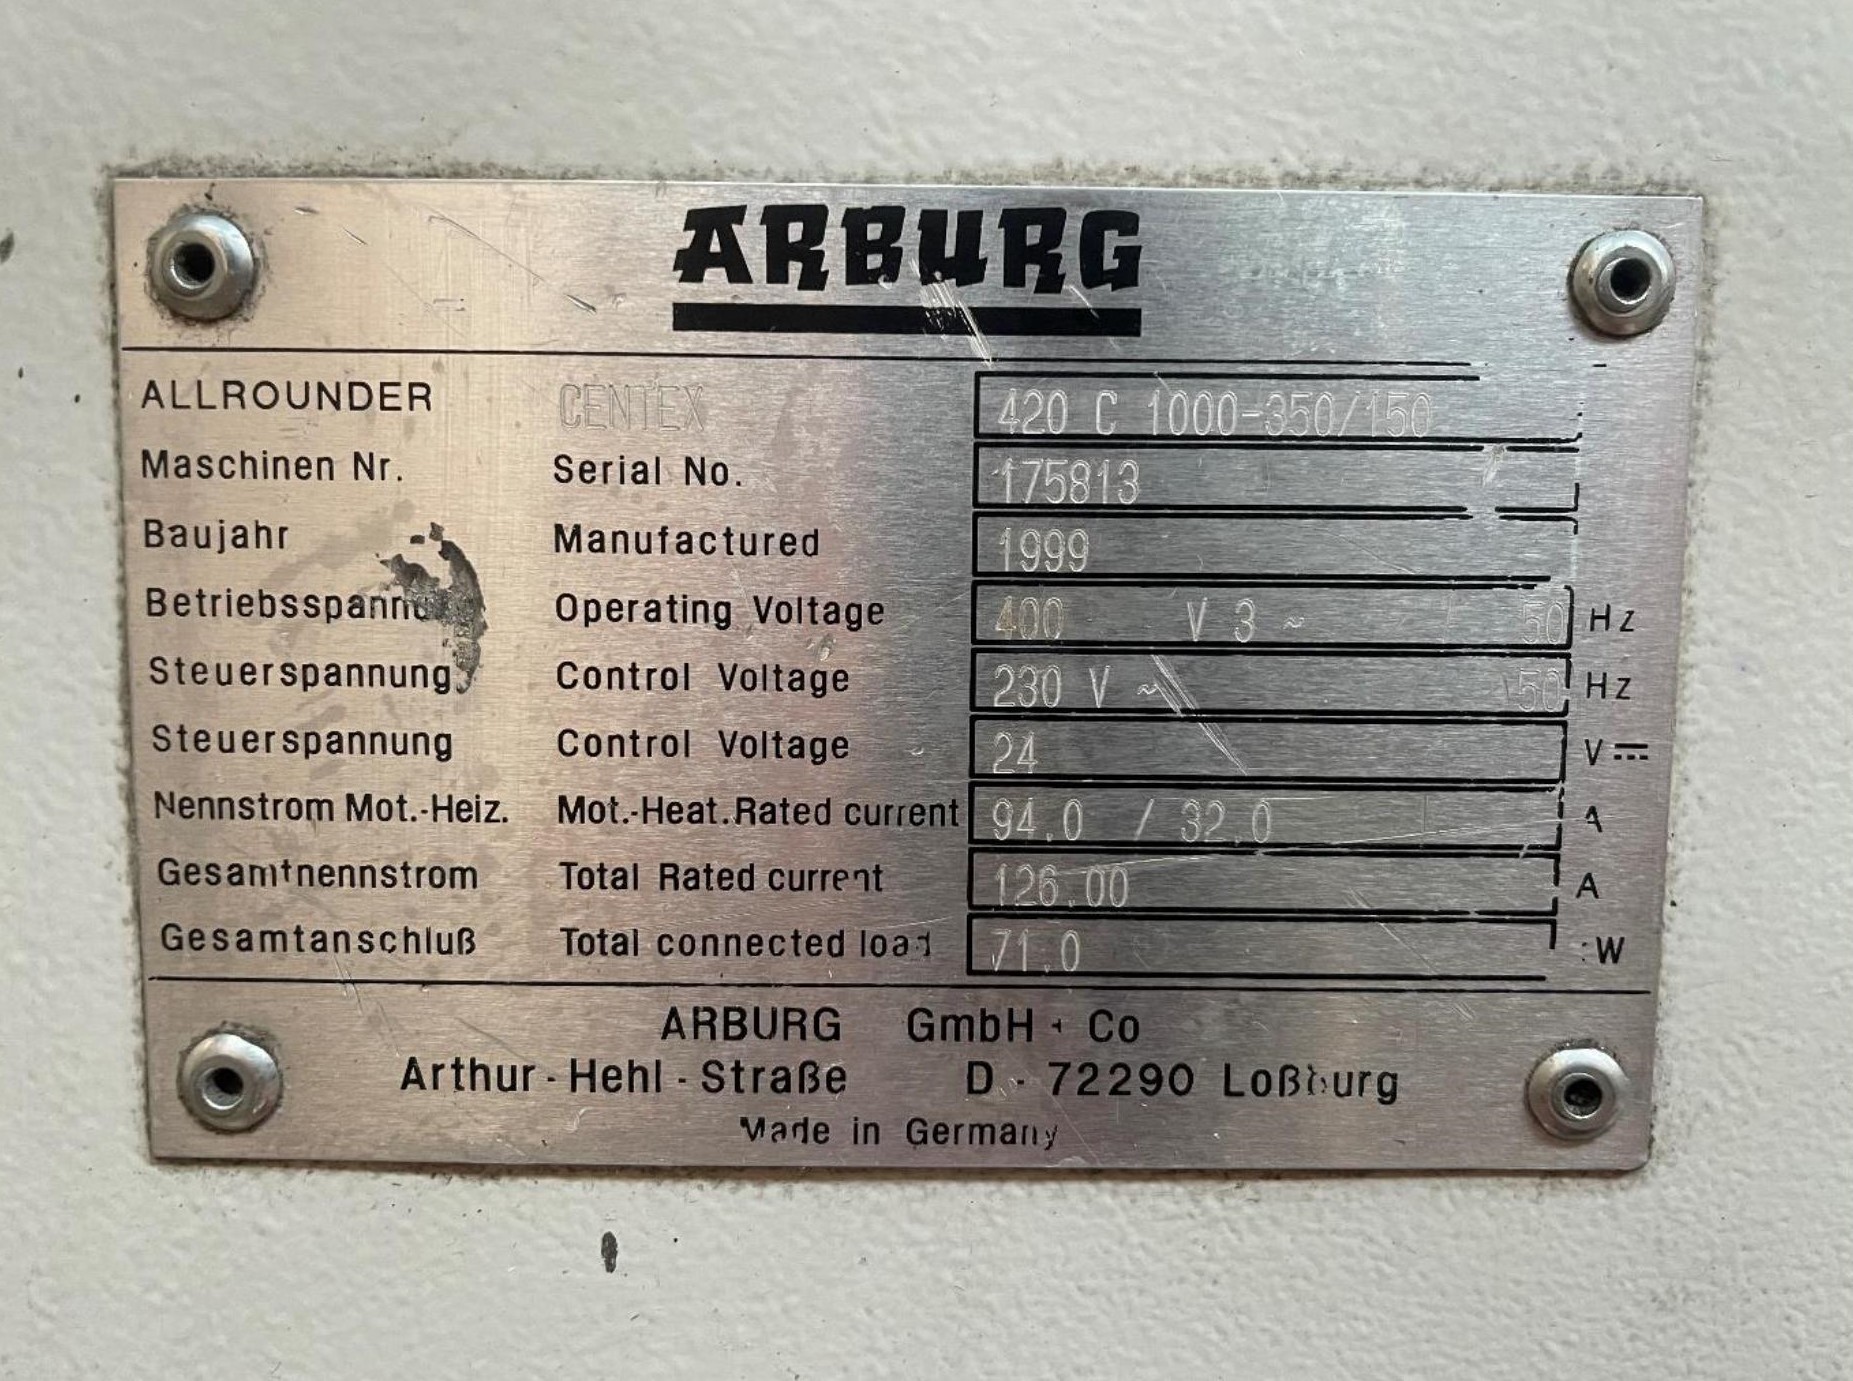 ARBURG
ALLROUNDER CENTEX 420 C 1000-350/150
Maschinen Nr. Serial No. 175813
Baujahr Manufactured 1999
Betriebsspannung Operating Voltage 400 V 3 ~ 50 Hz
Steuerspannung Control Voltage 230 V ~ 50 Hz
Steuerspannung Control Voltage 24 V ⎓
Nennstrom Mot.-Heiz. Mot.-Heat. Rated current 94.0 / 32.0 A
Gesamtnennstrom Total Rated current 126.00 A
Gesamtanschluß Total connected load 71.0 W
ARBURG GmbH + Co
Arthur - Hehl - Straße D - 72290 Loßburg
Made in Germany